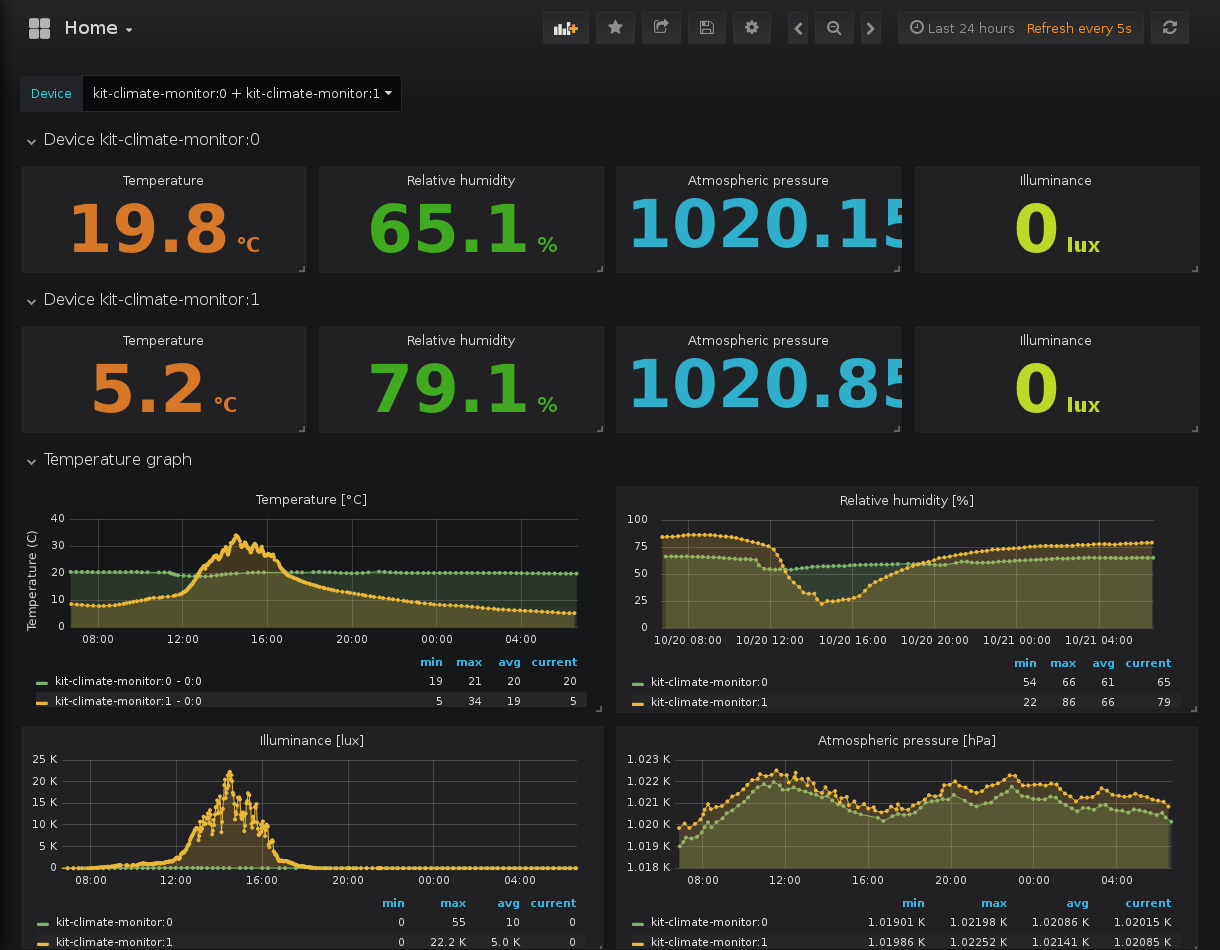 Home
Last 24 hours Refresh every 5s
Device kit-climate-monitor:0 + kit-climate-monitor:1
Device kit-climate-monitor:0
Temperature Relative humidity Atmospheric pressure Illuminance
19.8 °C 65.1 % 1020.15 0 lux
Device kit-climate-monitor:1
Temperature Relative humidity Atmospheric pressure Illuminance
5.2 °C 79.1 % 1020.85 0 lux
Temperature graph
Temperature [°C]
Temperature (C)
40
30
20
10
0
08:00 12:00 16:00 20:00 00:00 04:00
min max avg current
kit-climate-monitor:0 - 0:0 19 21 20 20
kit-climate-monitor:1 - 0:0 5 34 19 5
Relative humidity [%]
100
75
50
25
0
10/20 08:00 10/20 12:00 10/20 16:00 10/20 20:00 10/21 00:00 10/21 04:00
min max avg current
kit-climate-monitor:0 54 66 61 65
kit-climate-monitor:1 22 86 66 79
Illuminance [lux]
25 K
20 K
15 K
10 K
5 K
0
08:00 12:00 16:00 20:00 00:00 04:00
min max avg current
kit-climate-monitor:0 0 55 10 0
kit-climate-monitor:1 0 22.2 K 5.0 K 0
Atmospheric pressure [hPa]
1.023 K
1.022 K
1.021 K
1.020 K
1.019 K
1.018 K
08:00 12:00 16:00 20:00 00:00 04:00
min max avg current
kit-climate-monitor:0 1.01901 K 1.02198 K 1.02086 K 1.02015 K
kit-climate-monitor:1 1.01986 K 1.02252 K 1.02141 K 1.02085 K